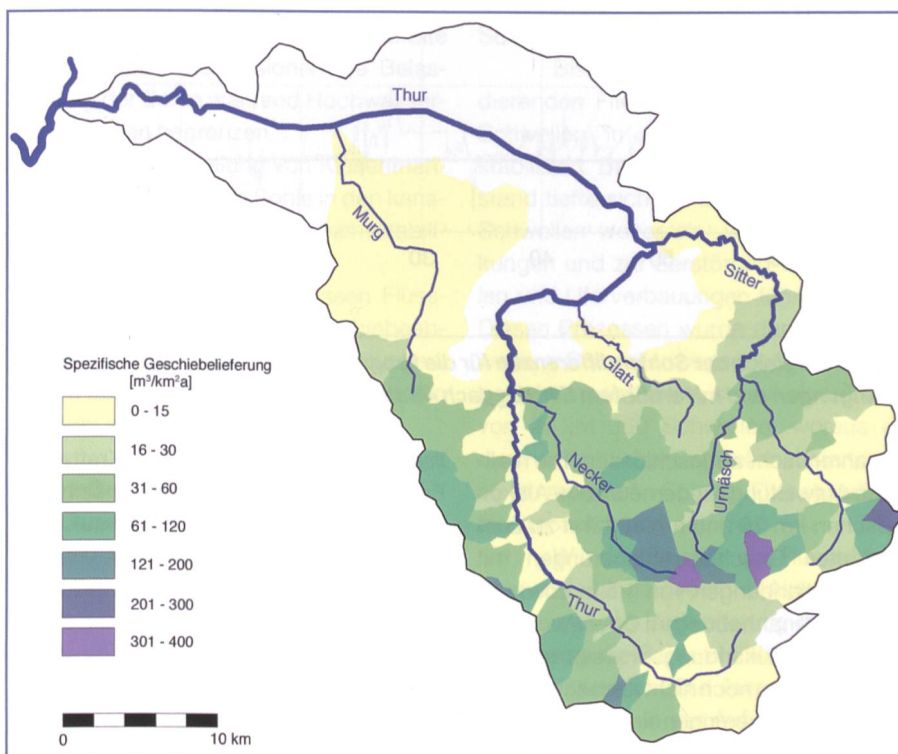 Thur
Murg
Sitter
Glatt
Necker
Urnäsch
Thur
Spezifische Geschiebelieferung
[m³/km²a]
0 - 15
16 - 30
31 - 60
61 - 120
121 - 200
201 - 300
301 - 400
0 10 km